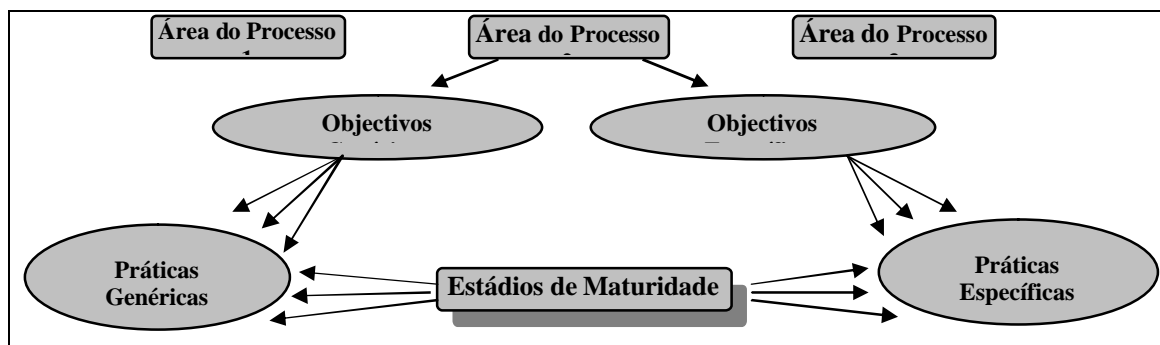 Área do Processo
Área do Processo
Área do Processo
Objectivos
Objectivos
Práticas
Genéricas
Estádios de Maturidade
Práticas
Específicas